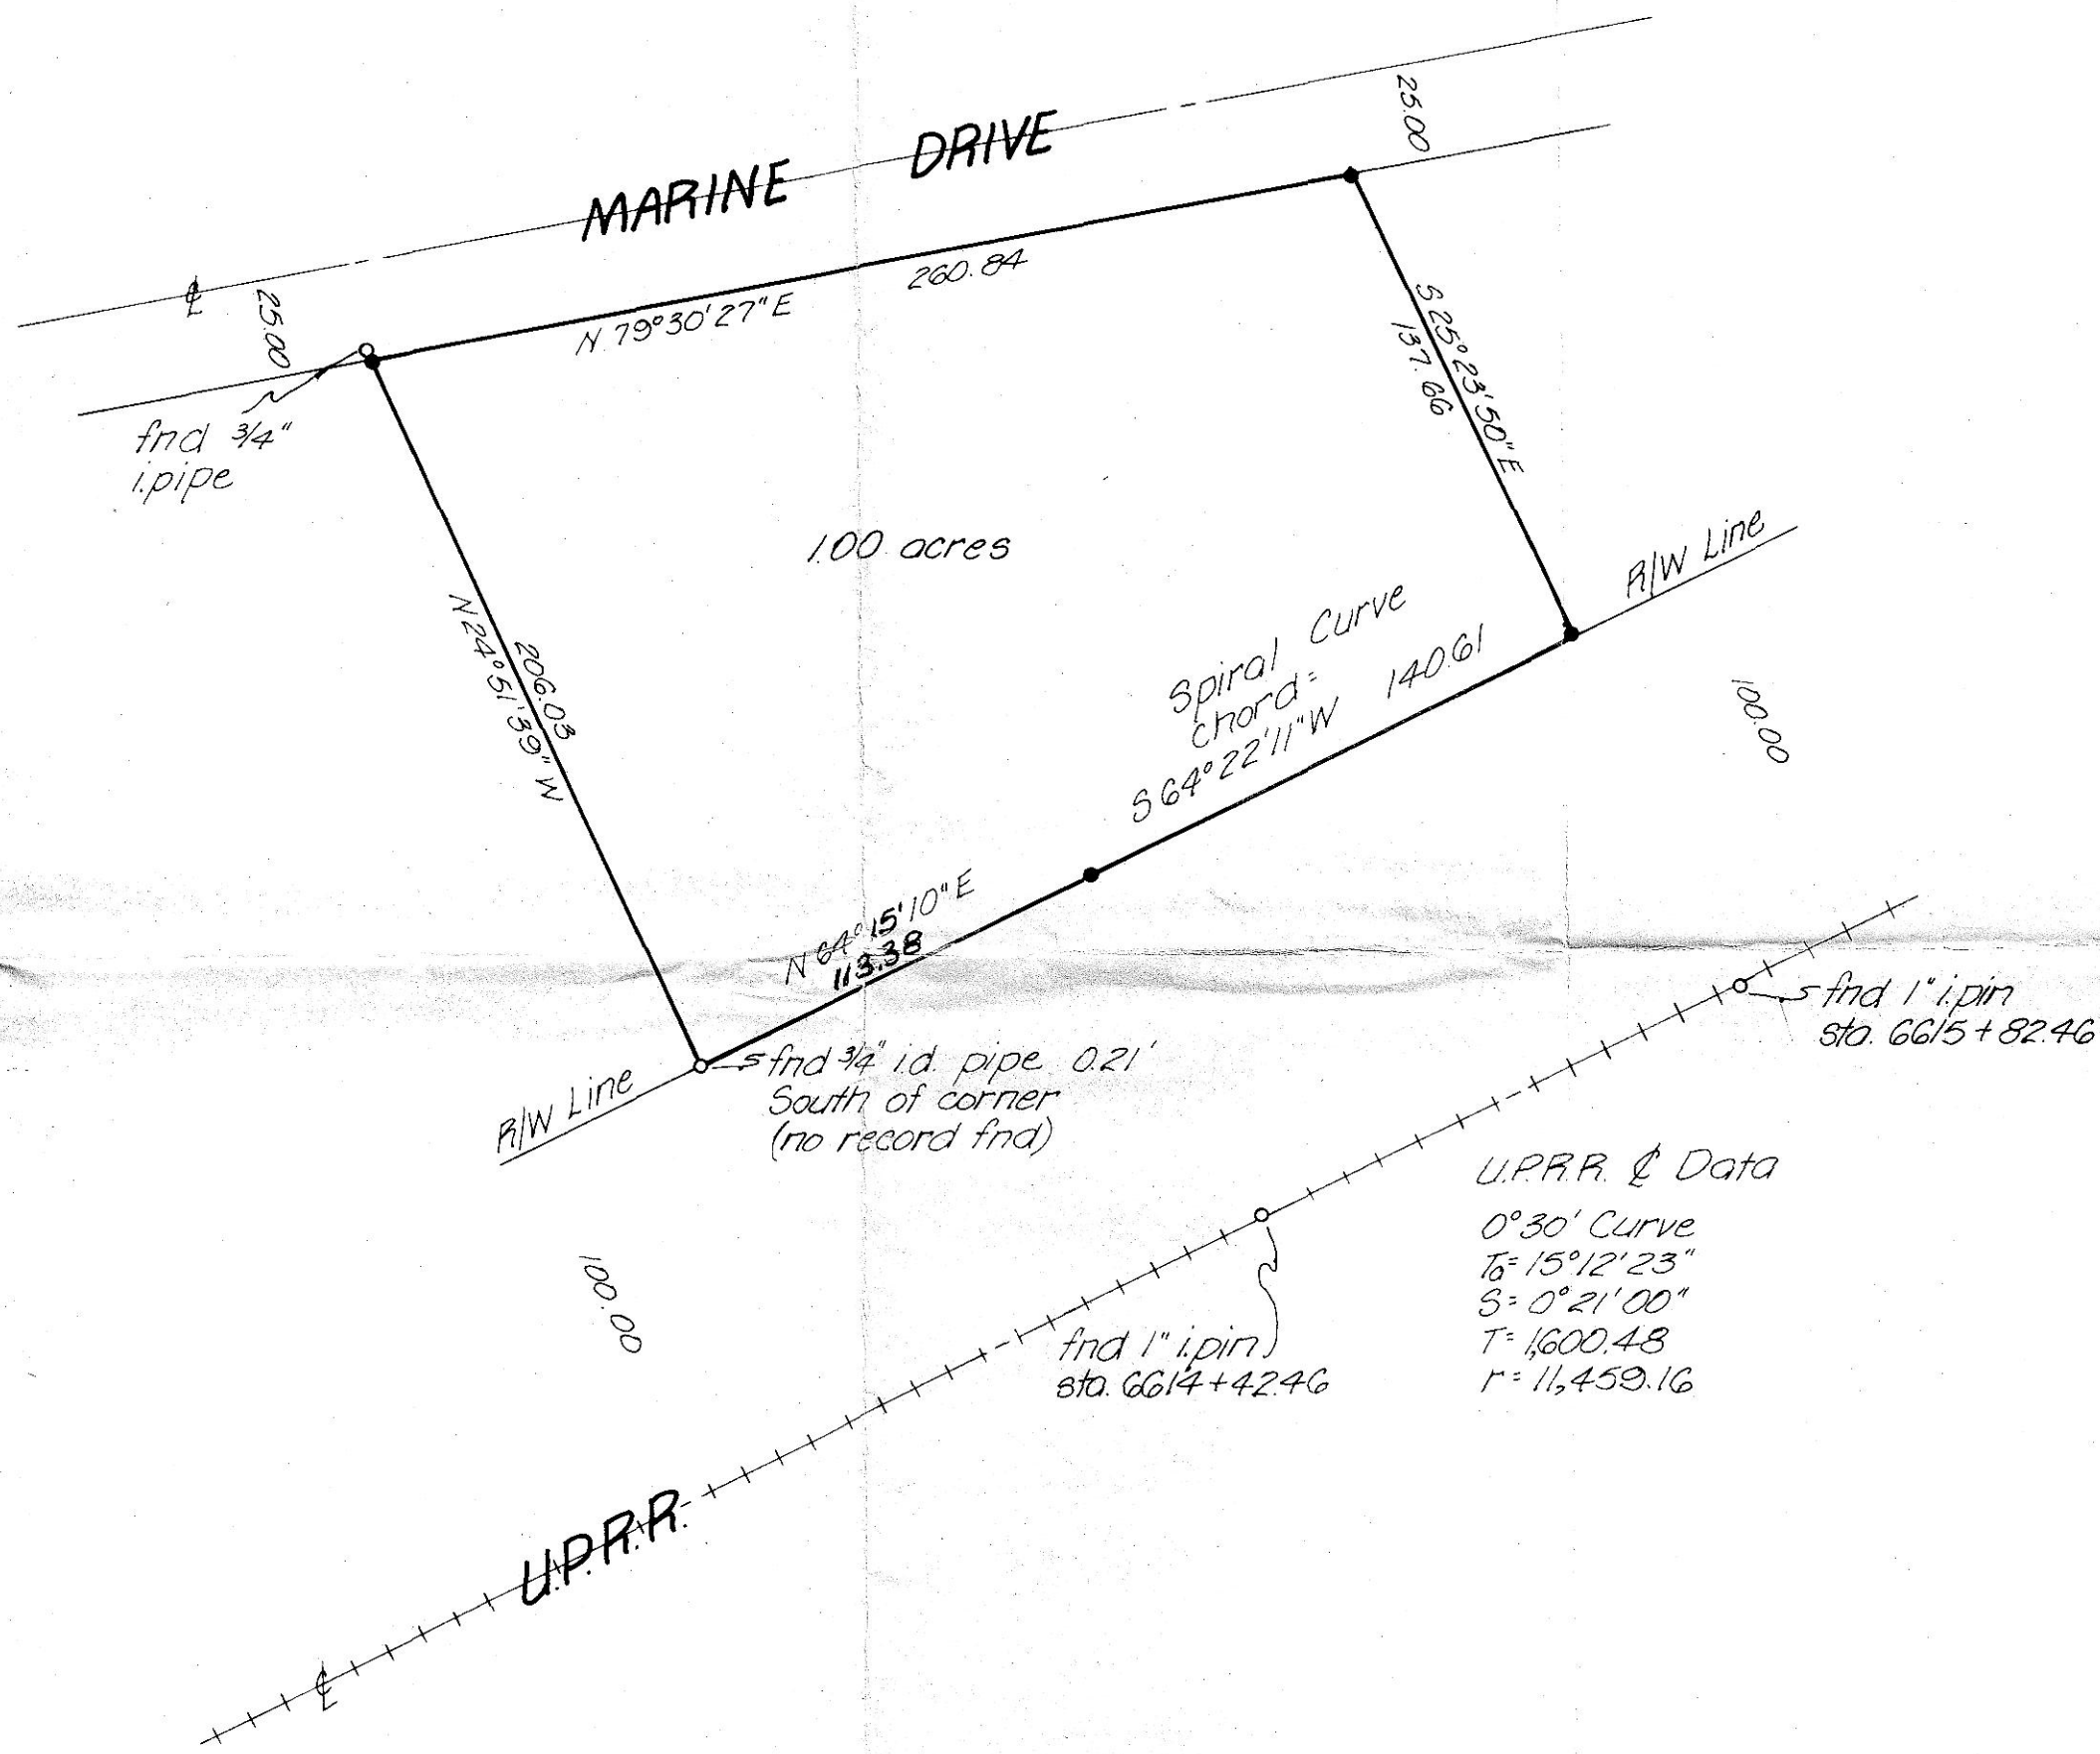 25.00
MARINE DRIVE
℄
25.00
260.84
N 79°30'27" E
fnd 3/4"
i.pipe
S 25°23'50" E
137.66
1.00 acres
R/W Line
N 24°51'39" W
206.03
Spiral Curve
chord=
S 64°22'11" W 140.61
100.00
N 64°15'10" E
113.38
fnd 1" i.pin
sta. 6615+82.46
fnd 3/4" i.d. pipe 0.21'
South of corner
(no record fnd)
R/W Line
100.00
U.P.R.R. ℄ Data
0°30' Curve
Ta= 15°12'23"
S= 0°21'00"
T= 1,600.48
r= 11,459.16
fnd 1" i.pin
sta. 6614+42.46
U.P.R.R.
℄